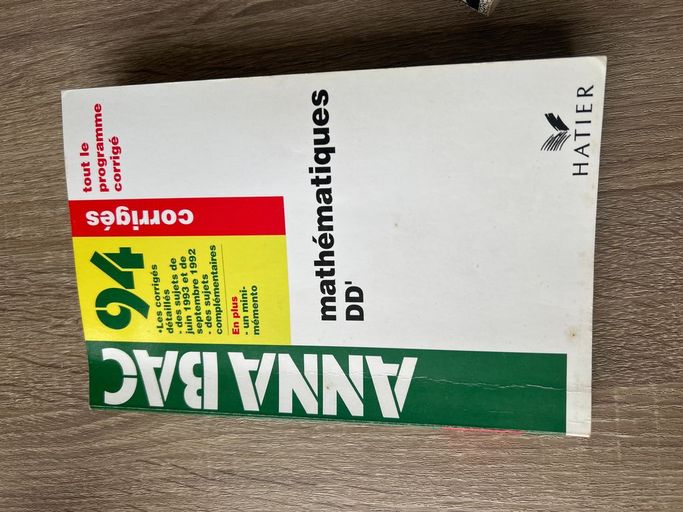 ANNA BAC
94
corrigés
tout le
programme
corrigé
•Les corrigés
détaillés
- des sujets de
juin 1993 et de
septembre 1992
- des sujets
complémentaires
En plus
- un mini-
mémento
mathématiques
DD'
HATIER